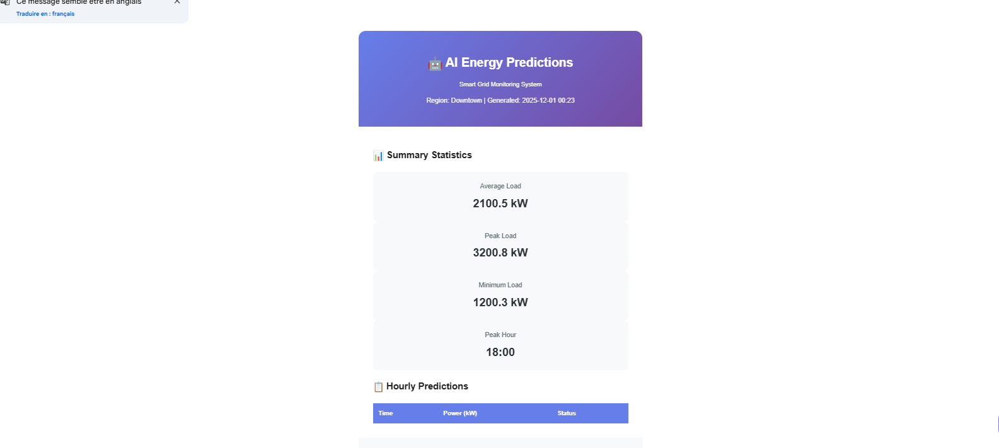 Ce message semble être en anglais
Traduire en : français
AI Energy Predictions
Smart Grid Monitoring System
Region: Downtown | Generated: 2025-12-01 00:23
Summary Statistics
Average Load
2100.5 kW
Peak Load
3200.8 kW
Minimum Load
1200.3 kW
Peak Hour
18:00
Hourly Predictions
Time Power (kW) Status